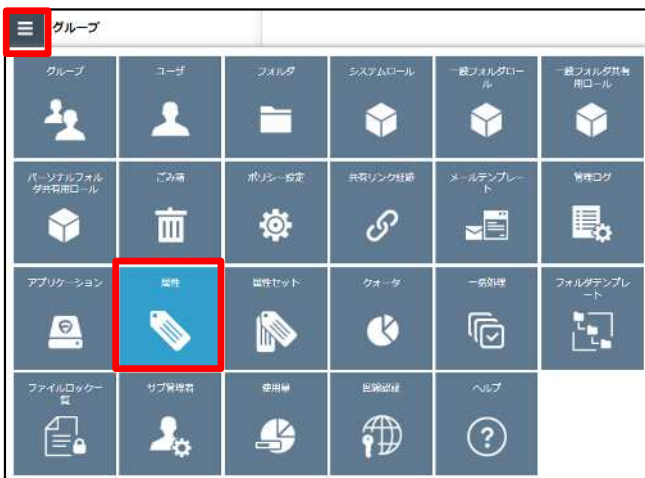 グループ
グループ
ユーザ
フォルダ
システムロール
一般フォルダロー
ル
一般フォルダ共有
用ロール
パーソナルフォル
ダ共有用ロール
ごみ箱
ポリシー設定
共有リンク経路
メールテンプレー
ト
管理ログ
アプリケーション
属性
属性セット
クォータ
一括処理
フォルダテンプレ
ート
ファイルロック一
覧
サブ管理者
使用量
回線認証
ヘルプ